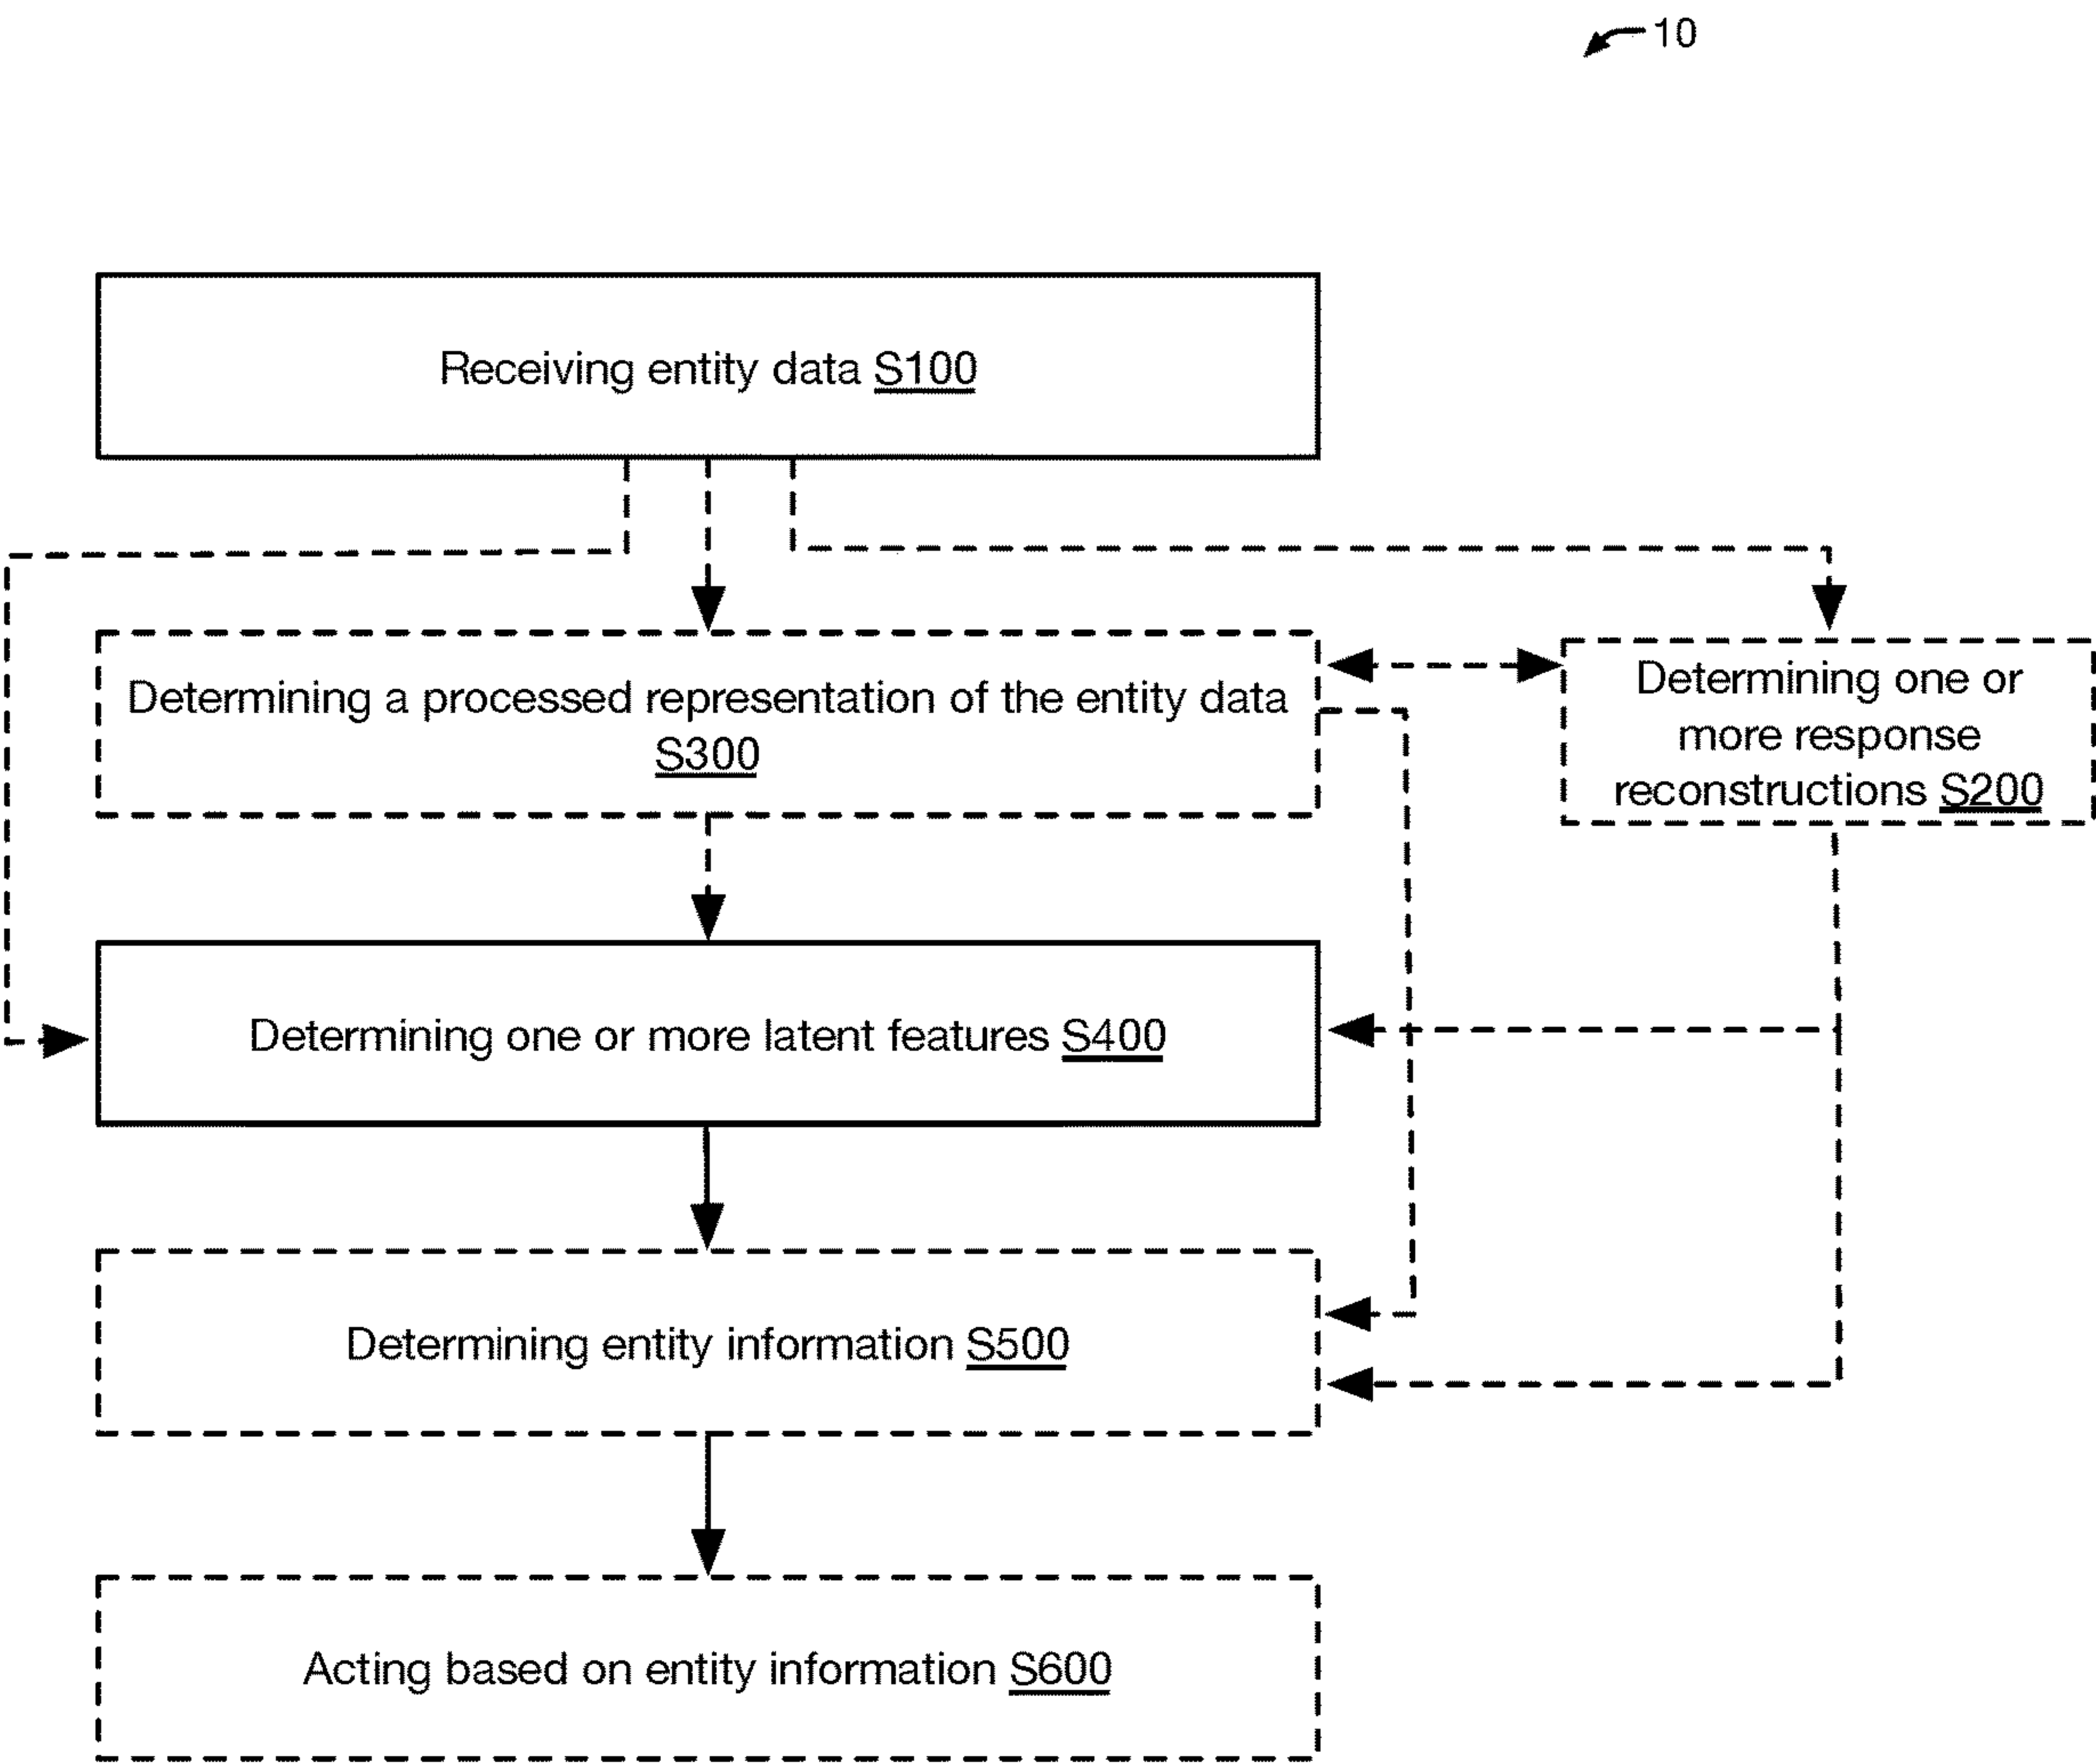 10
Receiving entity data S100
Determining a processed representation of the entity data
S300
Determining one or
more response
reconstructions S200
Determining one or more latent features S400
Determining entity information S500
Acting based on entity information S600